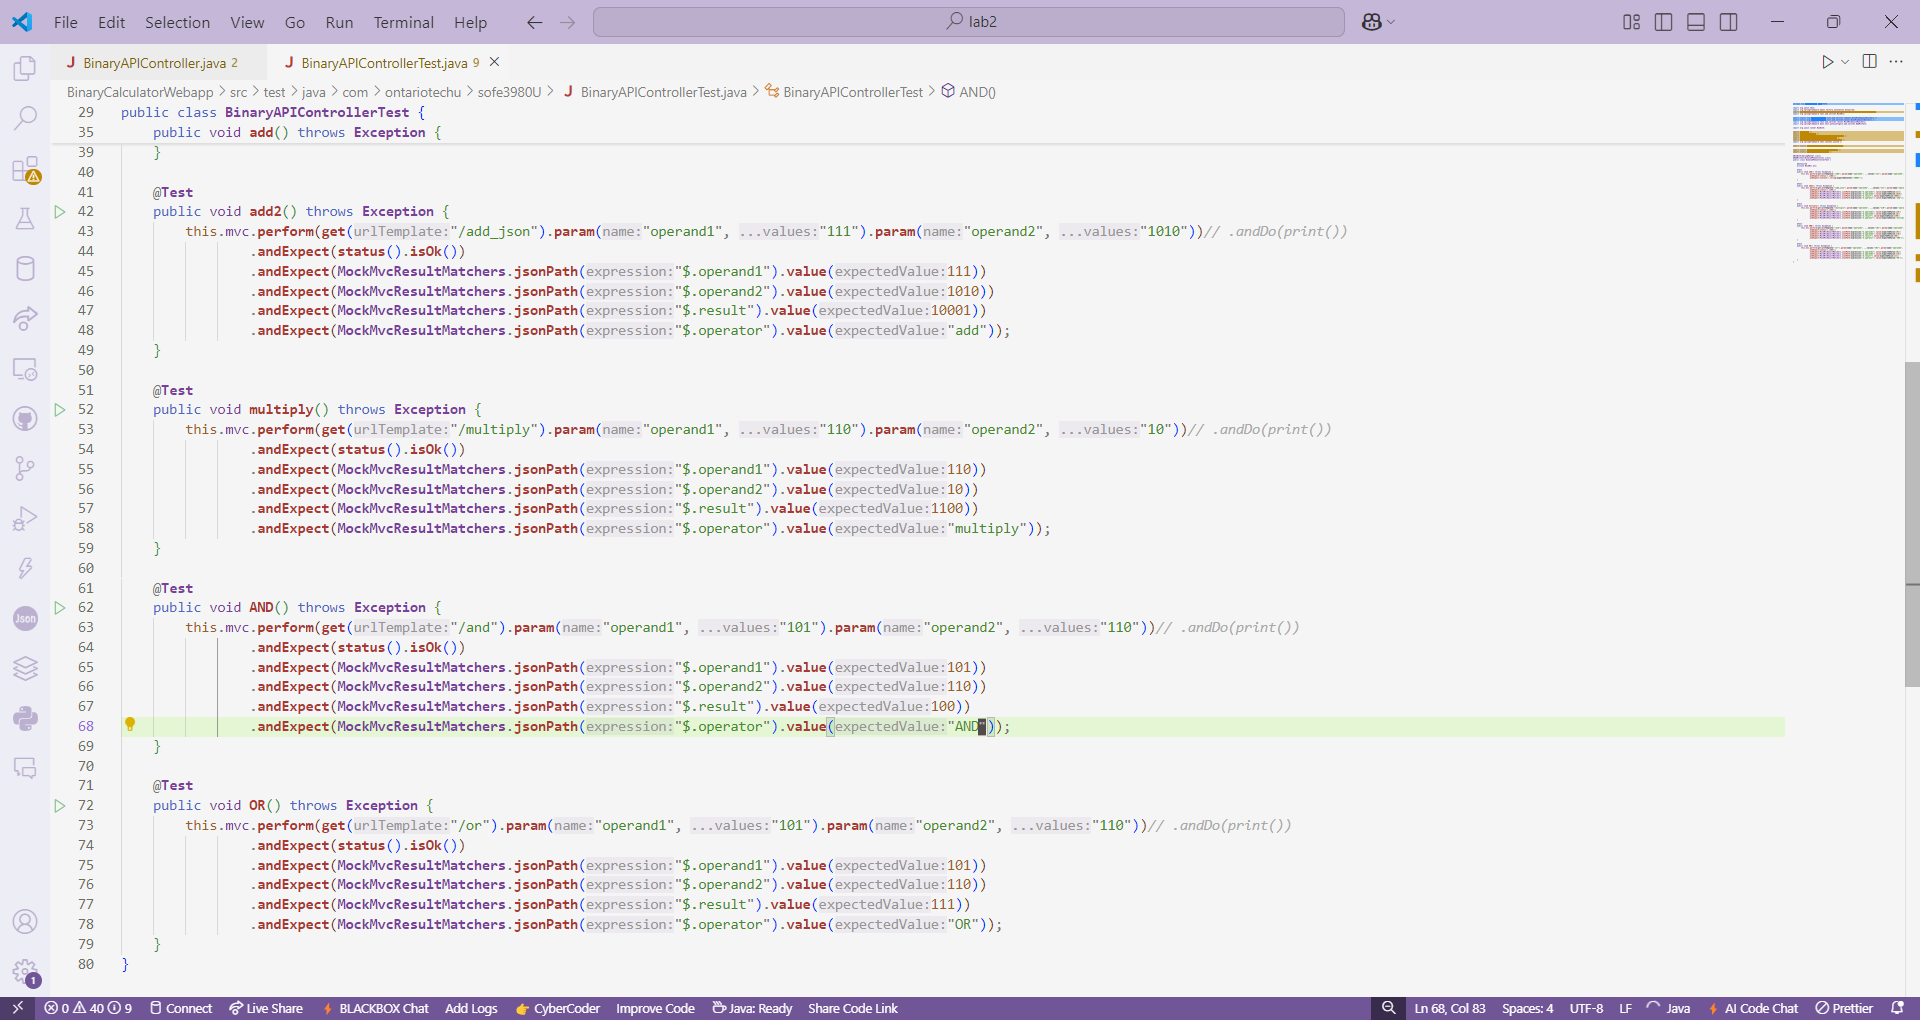 File Edit Selection View Go Run Terminal Help lab2
BinaryAPIController.java 2 BinaryAPIControllerTest.java 9
BinaryCalculatorWebapp > src > test > java > com > ontariotechu > sofe3980U > BinaryAPIControllerTest.java > BinaryAPIControllerTest > AND()
29 public class BinaryAPIControllerTest {
35 public void add() throws Exception {
39 }
40
41 @Test
42 public void add2() throws Exception {
43 this.mvc.perform(get(urlTemplate:"/add_json").param(name:"operand1", ...values:"111").param(name:"operand2", ...values:"1010"))// .andDo(print())
44 .andExpect(status().isOk())
45 .andExpect(MockMvcResultMatchers.jsonPath(expression:"$.operand1").value(expectedValue:111))
46 .andExpect(MockMvcResultMatchers.jsonPath(expression:"$.operand2").value(expectedValue:1010))
47 .andExpect(MockMvcResultMatchers.jsonPath(expression:"$.result").value(expectedValue:10001))
48 .andExpect(MockMvcResultMatchers.jsonPath(expression:"$.operator").value(expectedValue:"add"));
49 }
50
51 @Test
52 public void multiply() throws Exception {
53 this.mvc.perform(get(urlTemplate:"/multiply").param(name:"operand1", ...values:"110").param(name:"operand2", ...values:"10"))// .andDo(print())
54 .andExpect(status().isOk())
55 .andExpect(MockMvcResultMatchers.jsonPath(expression:"$.operand1").value(expectedValue:110))
56 .andExpect(MockMvcResultMatchers.jsonPath(expression:"$.operand2").value(expectedValue:10))
57 .andExpect(MockMvcResultMatchers.jsonPath(expression:"$.result").value(expectedValue:1100))
58 .andExpect(MockMvcResultMatchers.jsonPath(expression:"$.operator").value(expectedValue:"multiply"));
59 }
60
61 @Test
62 public void AND() throws Exception {
63 this.mvc.perform(get(urlTemplate:"/and").param(name:"operand1", ...values:"101").param(name:"operand2", ...values:"110"))// .andDo(print())
64 .andExpect(status().isOk())
65 .andExpect(MockMvcResultMatchers.jsonPath(expression:"$.operand1").value(expectedValue:101))
66 .andExpect(MockMvcResultMatchers.jsonPath(expression:"$.operand2").value(expectedValue:110))
67 .andExpect(MockMvcResultMatchers.jsonPath(expression:"$.result").value(expectedValue:100))
68 .andExpect(MockMvcResultMatchers.jsonPath(expression:"$.operator").value(expectedValue:"AND"));
69 }
70
71 @Test
72 public void OR() throws Exception {
73 this.mvc.perform(get(urlTemplate:"/or").param(name:"operand1", ...values:"101").param(name:"operand2", ...values:"110"))// .andDo(print())
74 .andExpect(status().isOk())
75 .andExpect(MockMvcResultMatchers.jsonPath(expression:"$.operand1").value(expectedValue:101))
76 .andExpect(MockMvcResultMatchers.jsonPath(expression:"$.operand2").value(expectedValue:110))
77 .andExpect(MockMvcResultMatchers.jsonPath(expression:"$.result").value(expectedValue:111))
78 .andExpect(MockMvcResultMatchers.jsonPath(expression:"$.operator").value(expectedValue:"OR"));
79 }
80 }
Json
1
0 40 9 Connect Live Share BLACKBOX Chat Add Logs CyberCoder Improve Code Java: Ready Share Code Link Ln 68, Col 83 Spaces: 4 UTF-8 LF Java AI Code Chat Prettier